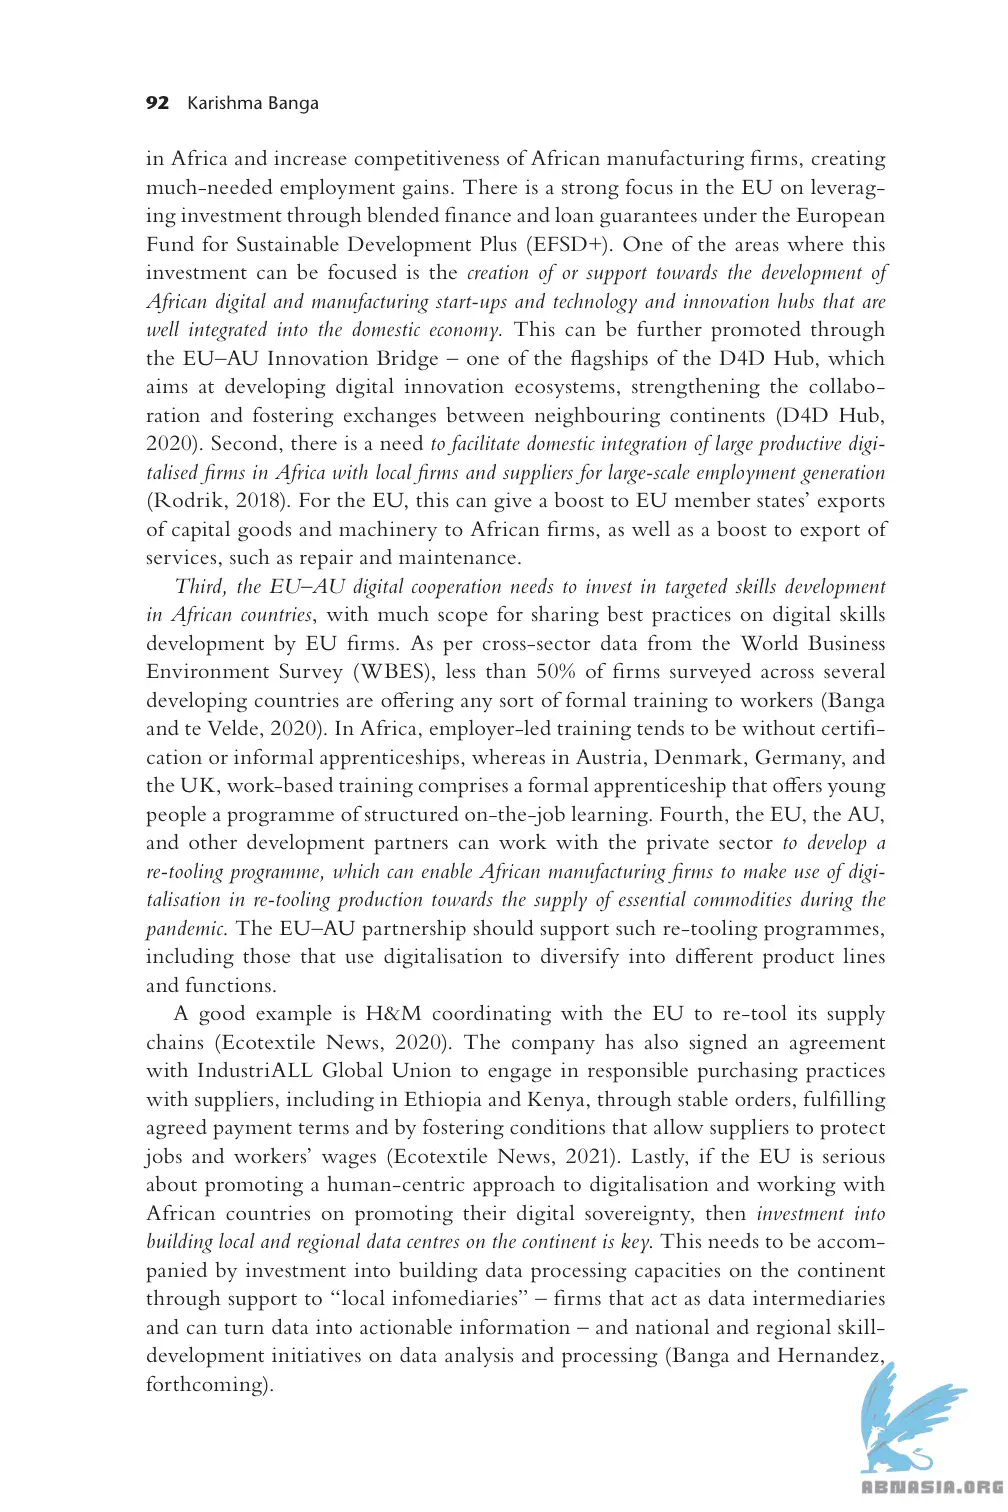 92 Karishma Banga
in Africa and increase competitiveness of African manufacturing firms, creating
much-needed employment gains. There is a strong focus in the EU on leverag-
ing investment through blended finance and loan guarantees under the European
Fund for Sustainable Development Plus (EFSD+). One of the areas where this
investment can be focused is the creation of or support towards the development of
African digital and manufacturing start-ups and technology and innovation hubs that are
well integrated into the domestic economy. This can be further promoted through
the EU–AU Innovation Bridge – one of the flagships of the D4D Hub, which
aims at developing digital innovation ecosystems, strengthening the collabo-
ration and fostering exchanges between neighbouring continents (D4D Hub,
2020). Second, there is a need to facilitate domestic integration of large productive digi-
talised firms in Africa with local firms and suppliers for large-scale employment generation
(Rodrik, 2018). For the EU, this can give a boost to EU member states’ exports
of capital goods and machinery to African firms, as well as a boost to export of
services, such as repair and maintenance.
Third, the EU–AU digital cooperation needs to invest in targeted skills development
in African countries, with much scope for sharing best practices on digital skills
development by EU firms. As per cross-sector data from the World Business
Environment Survey (WBES), less than 50% of firms surveyed across several
developing countries are offering any sort of formal training to workers (Banga
and te Velde, 2020). In Africa, employer-led training tends to be without certifi-
cation or informal apprenticeships, whereas in Austria, Denmark, Germany, and
the UK, work-based training comprises a formal apprenticeship that offers young
people a programme of structured on-the-job learning. Fourth, the EU, the AU,
and other development partners can work with the private sector to develop a
re-tooling programme, which can enable African manufacturing firms to make use of digi-
talisation in re-tooling production towards the supply of essential commodities during the
pandemic. The EU–AU partnership should support such re-tooling programmes,
including those that use digitalisation to diversify into different product lines
and functions.
A good example is H&M coordinating with the EU to re-tool its supply
chains (Ecotextile News, 2020). The company has also signed an agreement
with IndustriALL Global Union to engage in responsible purchasing practices
with suppliers, including in Ethiopia and Kenya, through stable orders, fulfilling
agreed payment terms and by fostering conditions that allow suppliers to protect
jobs and workers’ wages (Ecotextile News, 2021). Lastly, if the EU is serious
about promoting a human-centric approach to digitalisation and working with
African countries on promoting their digital sovereignty, then investment into
building local and regional data centres on the continent is key. This needs to be accom-
panied by investment into building data processing capacities on the continent
through support to “local infomediaries” – firms that act as data intermediaries
and can turn data into actionable information – and national and regional skill-
development initiatives on data analysis and processing (Banga and Hernandez,
forthcoming).
ABNASIA.ORG